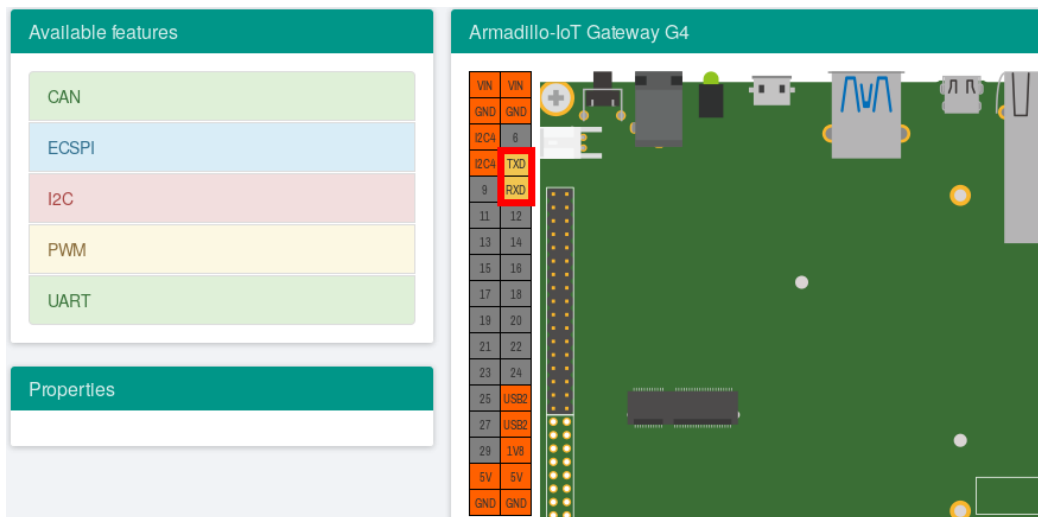 Available features
CAN
ECSPI
I2C
PWM
UART
Properties
Armadillo-IoT Gateway G4
VIN VIN
GND GND
I2C4 6
I2C4 TXD
9 RXD
11 12
13 14
15 16
17 18
19 20
21 22
23 24
25 USB2
27 USB2
29 1V8
5V 5V
GND GND